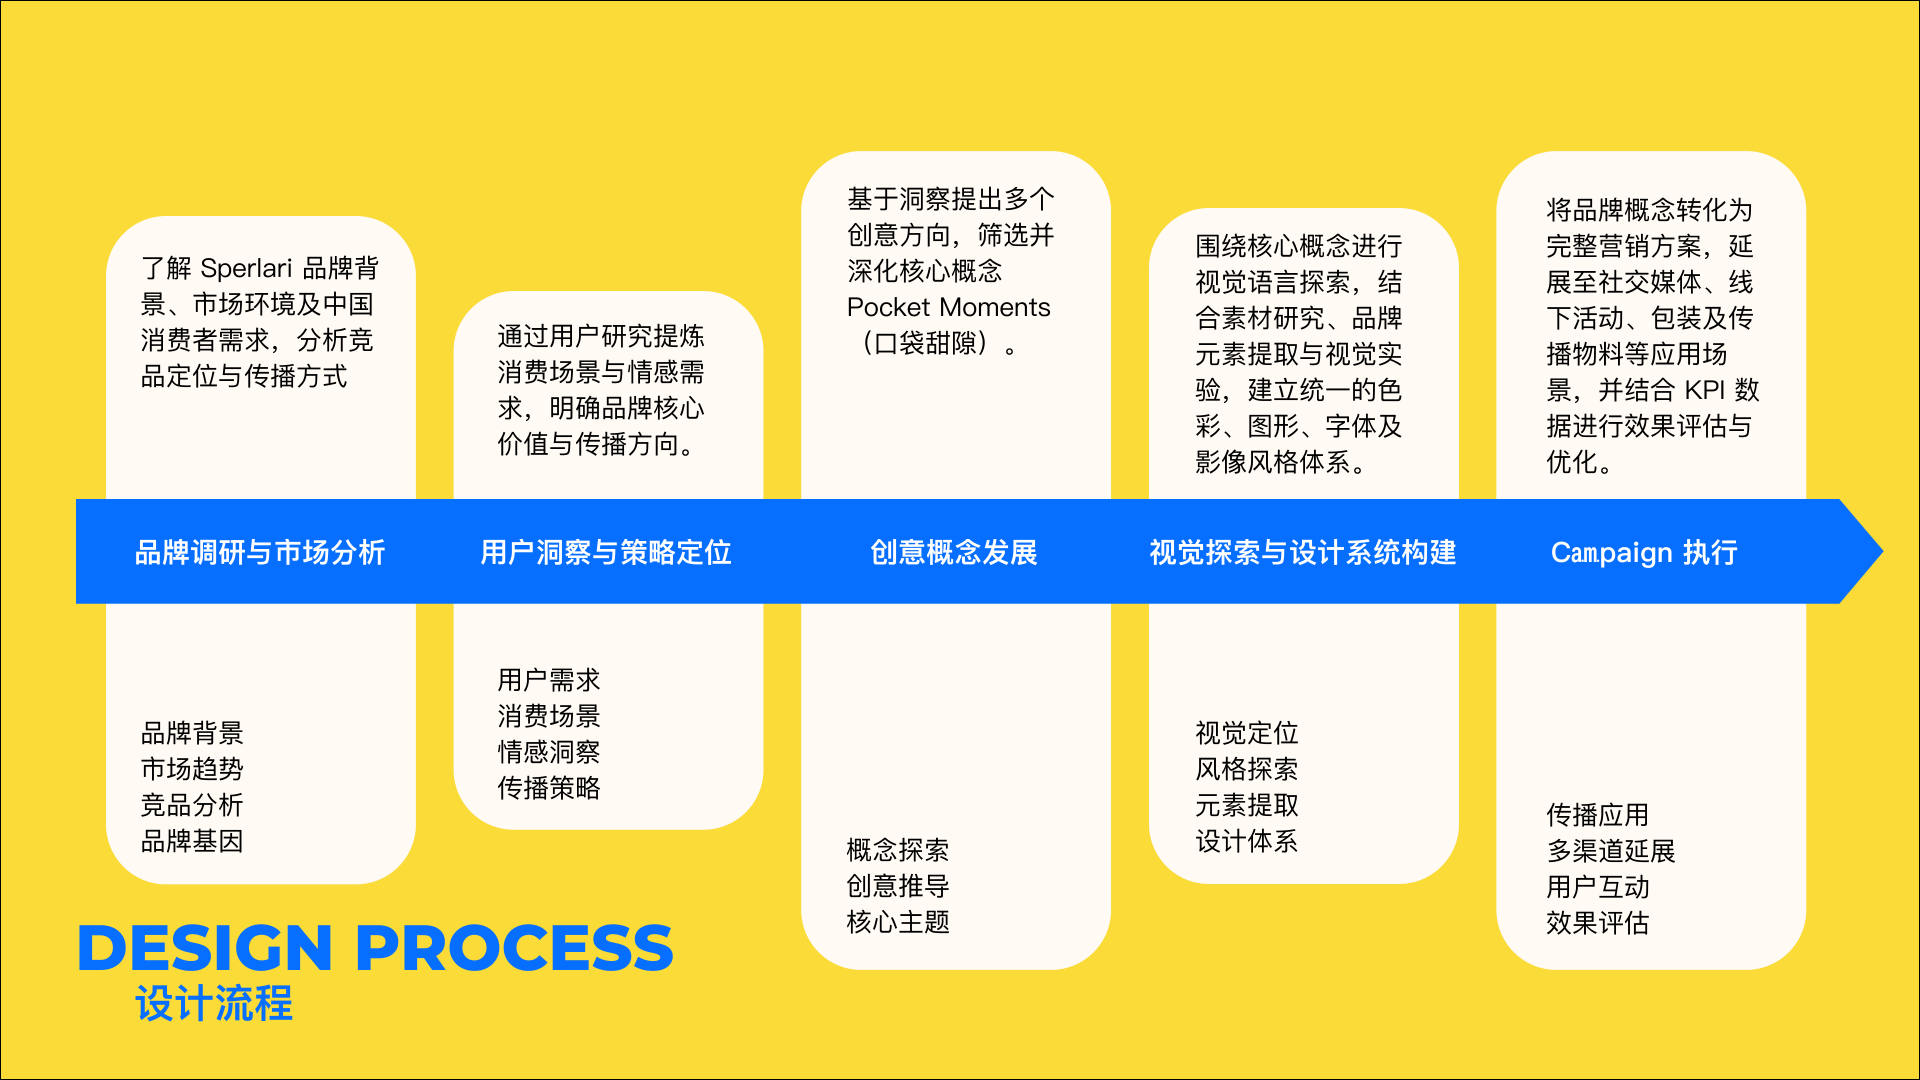 了解 Sperlari 品牌背
景、市场环境及中国
消费者需求，分析竞
品定位与传播方式
通过用户研究提炼
消费场景与情感需
求，明确品牌核心
价值与传播方向。
基于洞察提出多个
创意方向，筛选并
深化核心概念
Pocket Moments
（口袋甜隙）。
围绕核心概念进行
视觉语言探索，结
合素材研究、品牌
元素提取与视觉实
验，建立统一的色
彩、图形、字体及
影像风格体系。
将品牌概念转化为
完整营销方案，延
展至社交媒体、线
下活动、包装及传
播物料等应用场
景，并结合 KPI 数
据进行效果评估与
优化。
品牌调研与市场分析
用户洞察与策略定位
创意概念发展
视觉探索与设计系统构建
Campaign 执行
品牌背景
市场趋势
竞品分析
品牌基因
用户需求
消费场景
情感洞察
传播策略
概念探索
创意推导
核心主题
视觉定位
风格探索
元素提取
设计体系
传播应用
多渠道延展
用户互动
效果评估
DESIGN PROCESS
设计流程